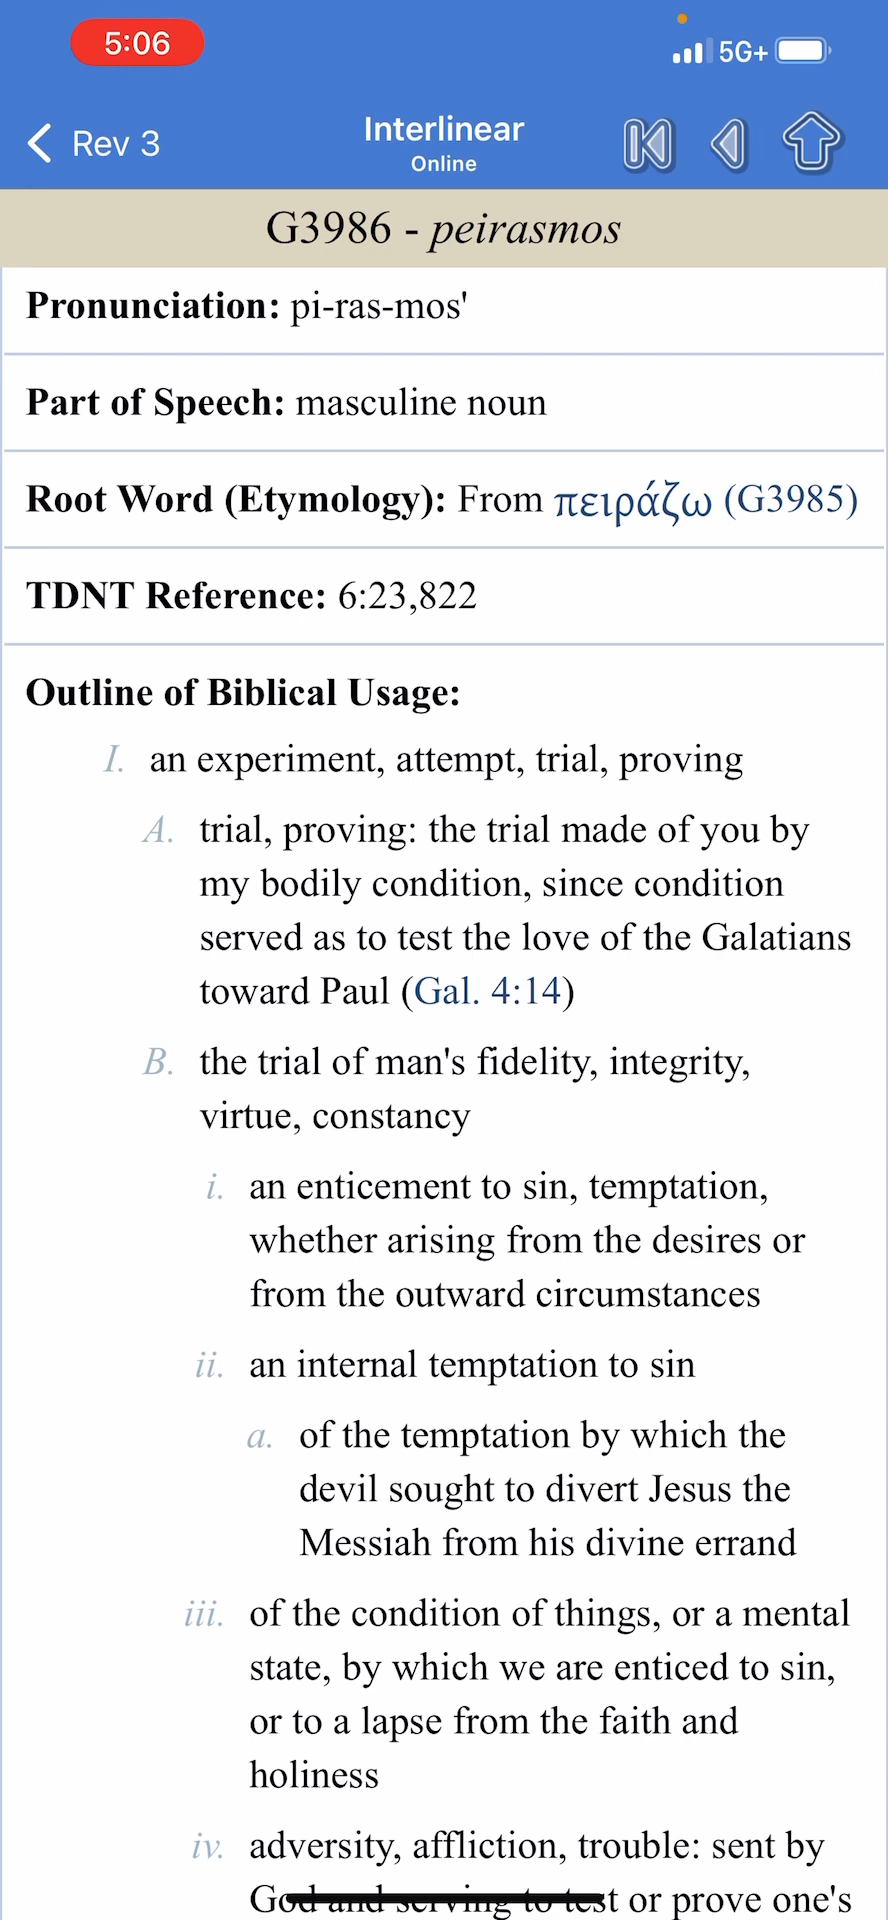 5:06
5G+
Rev 3
Interlinear
Online
G3986 - peirasmos
Pronunciation: pi-ras-mos'
Part of Speech: masculine noun
Root Word (Etymology): From πειράζω (G3985)
TDNT Reference: 6:23,822
Outline of Biblical Usage:
I. an experiment, attempt, trial, proving
A. trial, proving: the trial made of you by
my bodily condition, since condition
served as to test the love of the Galatians
toward Paul (Gal. 4:14)
B. the trial of man's fidelity, integrity,
virtue, constancy
i. an enticement to sin, temptation,
whether arising from the desires or
from the outward circumstances
ii. an internal temptation to sin
a. of the temptation by which the
devil sought to divert Jesus the
Messiah from his divine errand
iii. of the condition of things, or a mental
state, by which we are enticed to sin,
or to a lapse from the faith and
holiness
iv. adversity, affliction, trouble: sent by
God and serving to test or prove one's